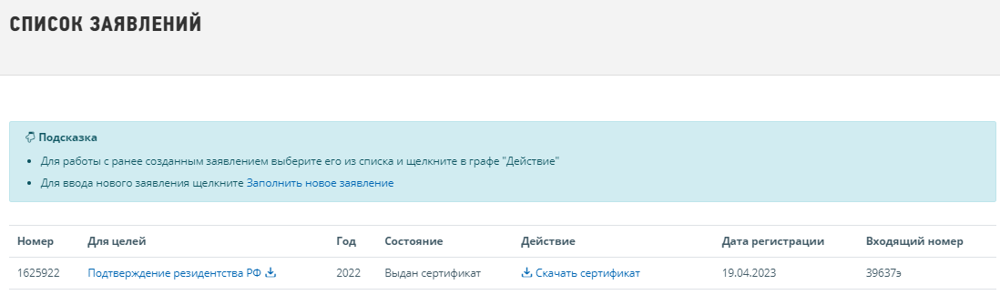 СПИСОК ЗАЯВЛЕНИЙ
Подсказка
Для работы с ранее созданным заявлением выберите его из списка и щелкните в графе "Действие"
Для ввода нового заявления щелкните Заполнить новое заявление
Номер Для целей Год Состояние Действие Дата регистрации Входящий номер
1625922 Подтверждение резидентства РФ 2022 Выдан сертификат Скачать сертификат 19.04.2023 39637э